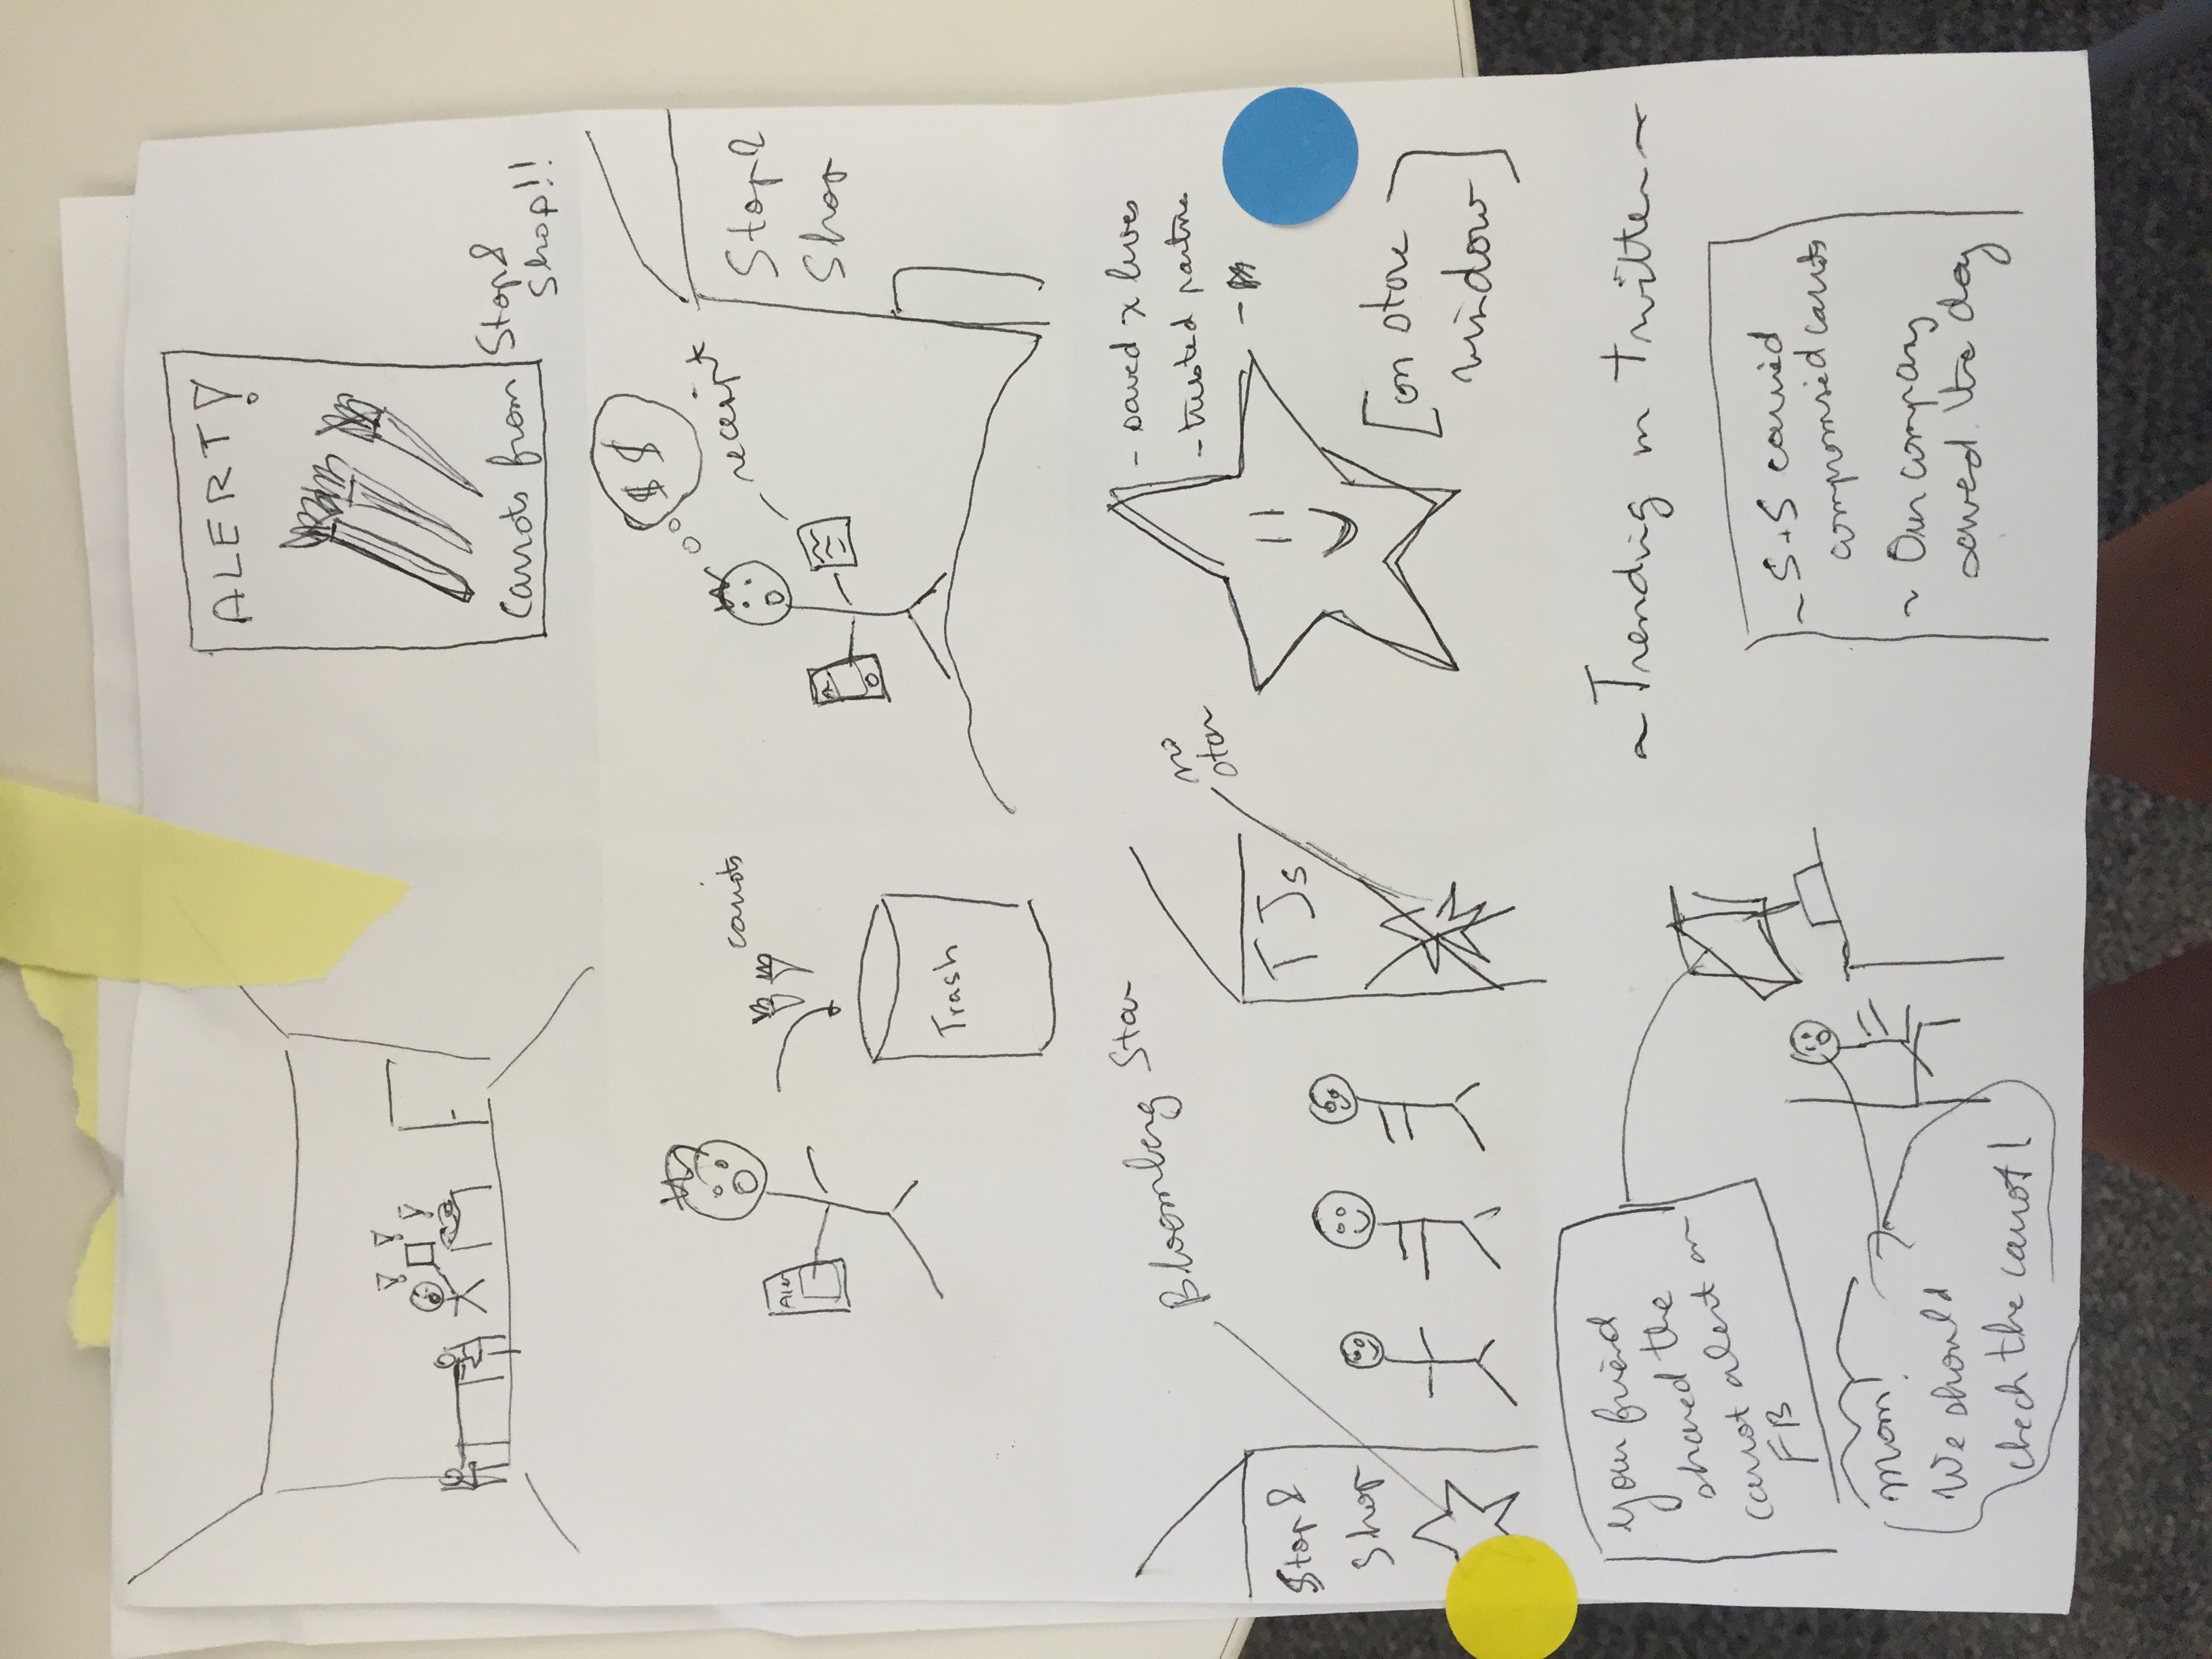 ALERT!
Carrots from Stop &
Shop!!
Alert
carrots
Trash
$ $
receipt
Stop &
Shop
Bloomberg Star
Stop &
Shop
no
star
TJs
- saved x lives
- trusted partner
[on store
window]
Your friend
shared the
carrot alert on
FB
Mom!
We should
check the carrot!
~ Trending on twitter ~
~ S+S carried
compromised carrots
~ Our company
saved the day